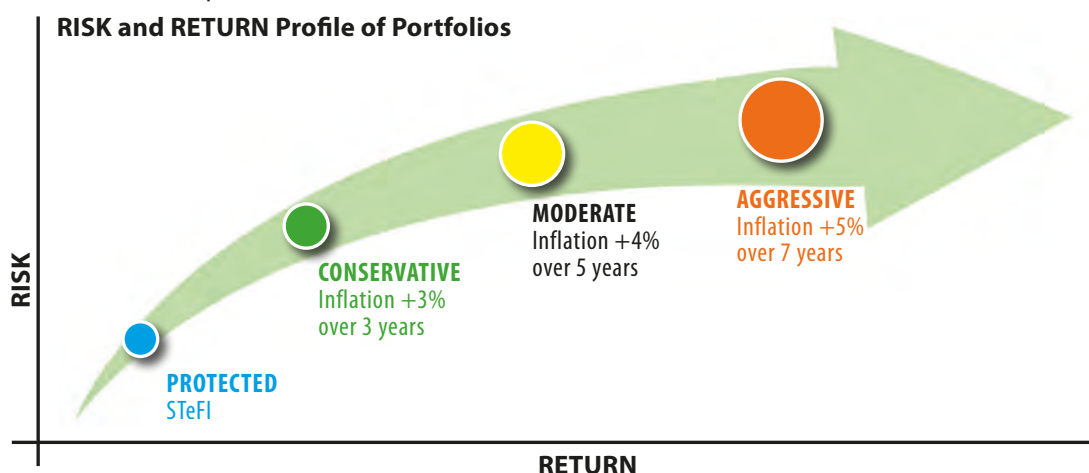 RISK and RETURN Profile of Portfolios
AGGRESSIVE
Inflation +5%
over 7 years
MODERATE
Inflation +4%
over 5 years
CONSERVATIVE
Inflation +3%
over 3 years
PROTECTED
STeFI
RISK
RETURN